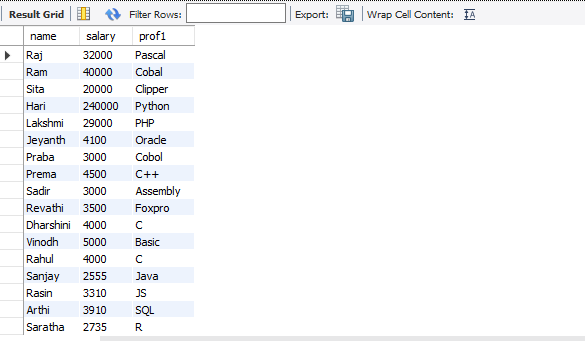 Result Grid Filter Rows: Export: Wrap Cell Content:
name salary prof1
Raj 32000 Pascal
Ram 40000 Cobal
Sita 20000 Clipper
Hari 240000 Python
Lakshmi 29000 PHP
Jeyanth 4100 Oracle
Praba 3000 Cobol
Prema 4500 C++
Sadir 3000 Assembly
Revathi 3500 Foxpro
Dharshini 4000 C
Vinodh 5000 Basic
Rahul 4000 C
Sanjay 2555 Java
Rasin 3310 JS
Arthi 3910 SQL
Saratha 2735 R